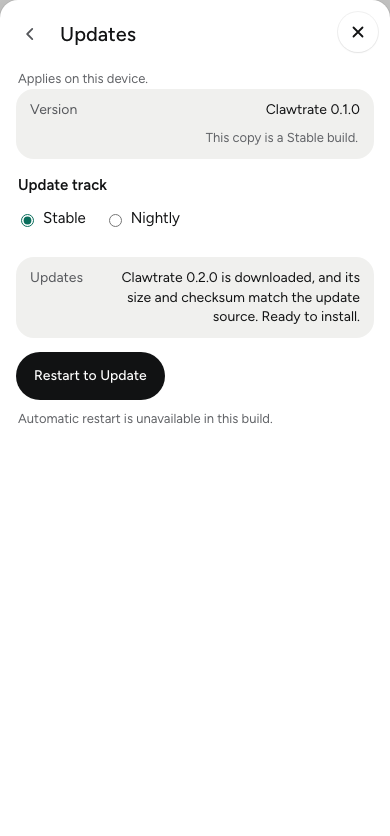 Updates
Applies on this device.
Version Clawtrate 0.1.0
This copy is a Stable build.
Update track
Stable Nightly
Updates Clawtrate 0.2.0 is downloaded, and its
size and checksum match the update
source. Ready to install.
Restart to Update
Automatic restart is unavailable in this build.